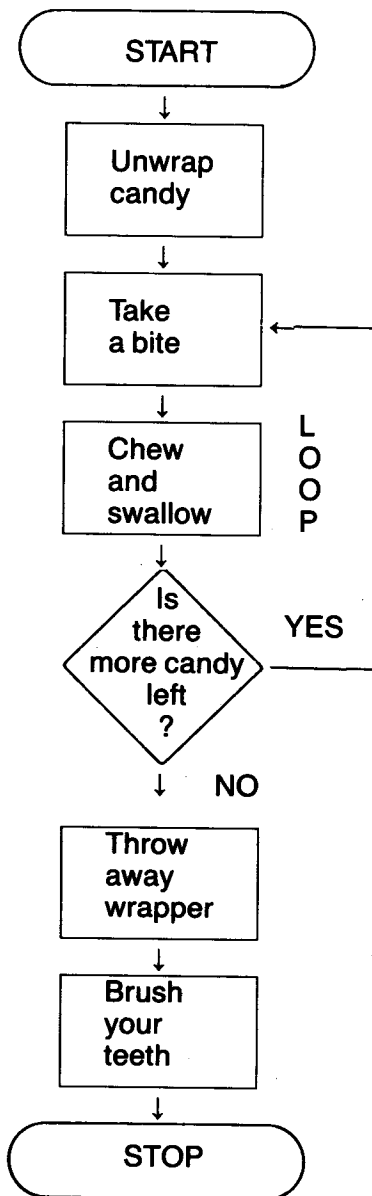 START
Unwrap
candy
Take
a bite
Chew
and
swallow
L
O
O
P
Is
there
more candy
left
?
YES
NO
Throw
away
wrapper
Brush
your
teeth
STOP